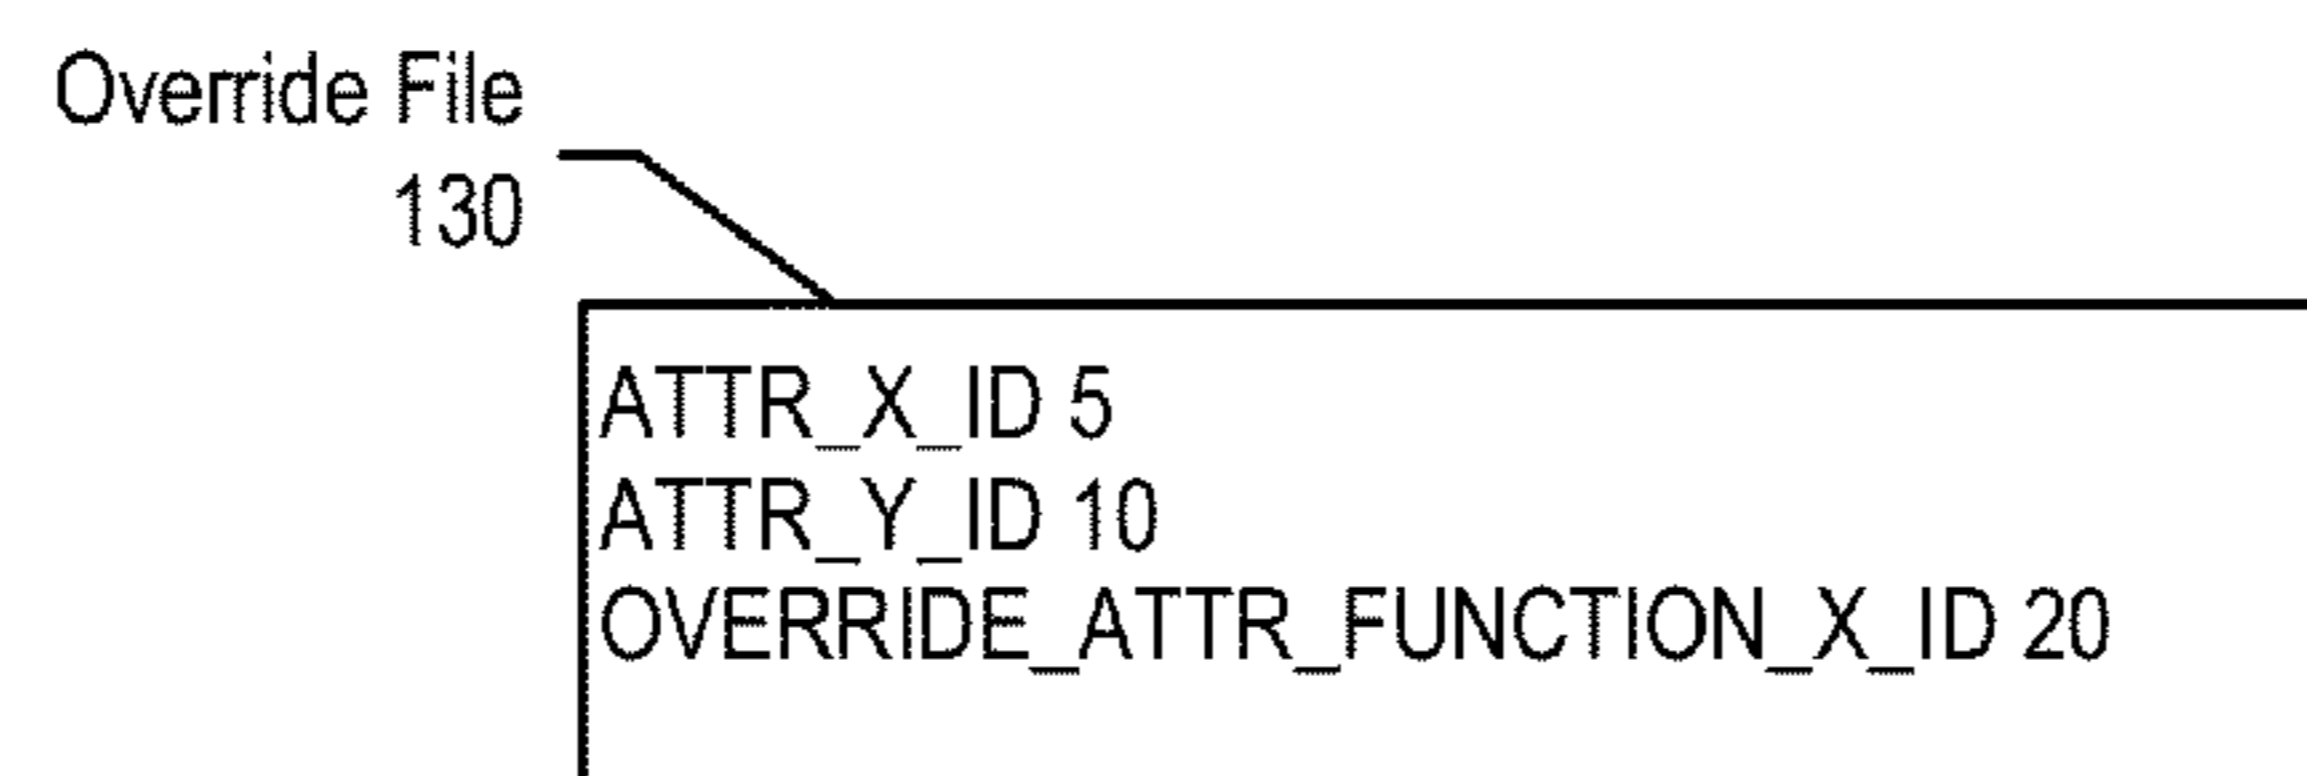 Override File
130
ATTR_X_ID 5
ATTR_Y_ID 10
OVERRIDE_ATTR_FUNCTION_X_ID 20